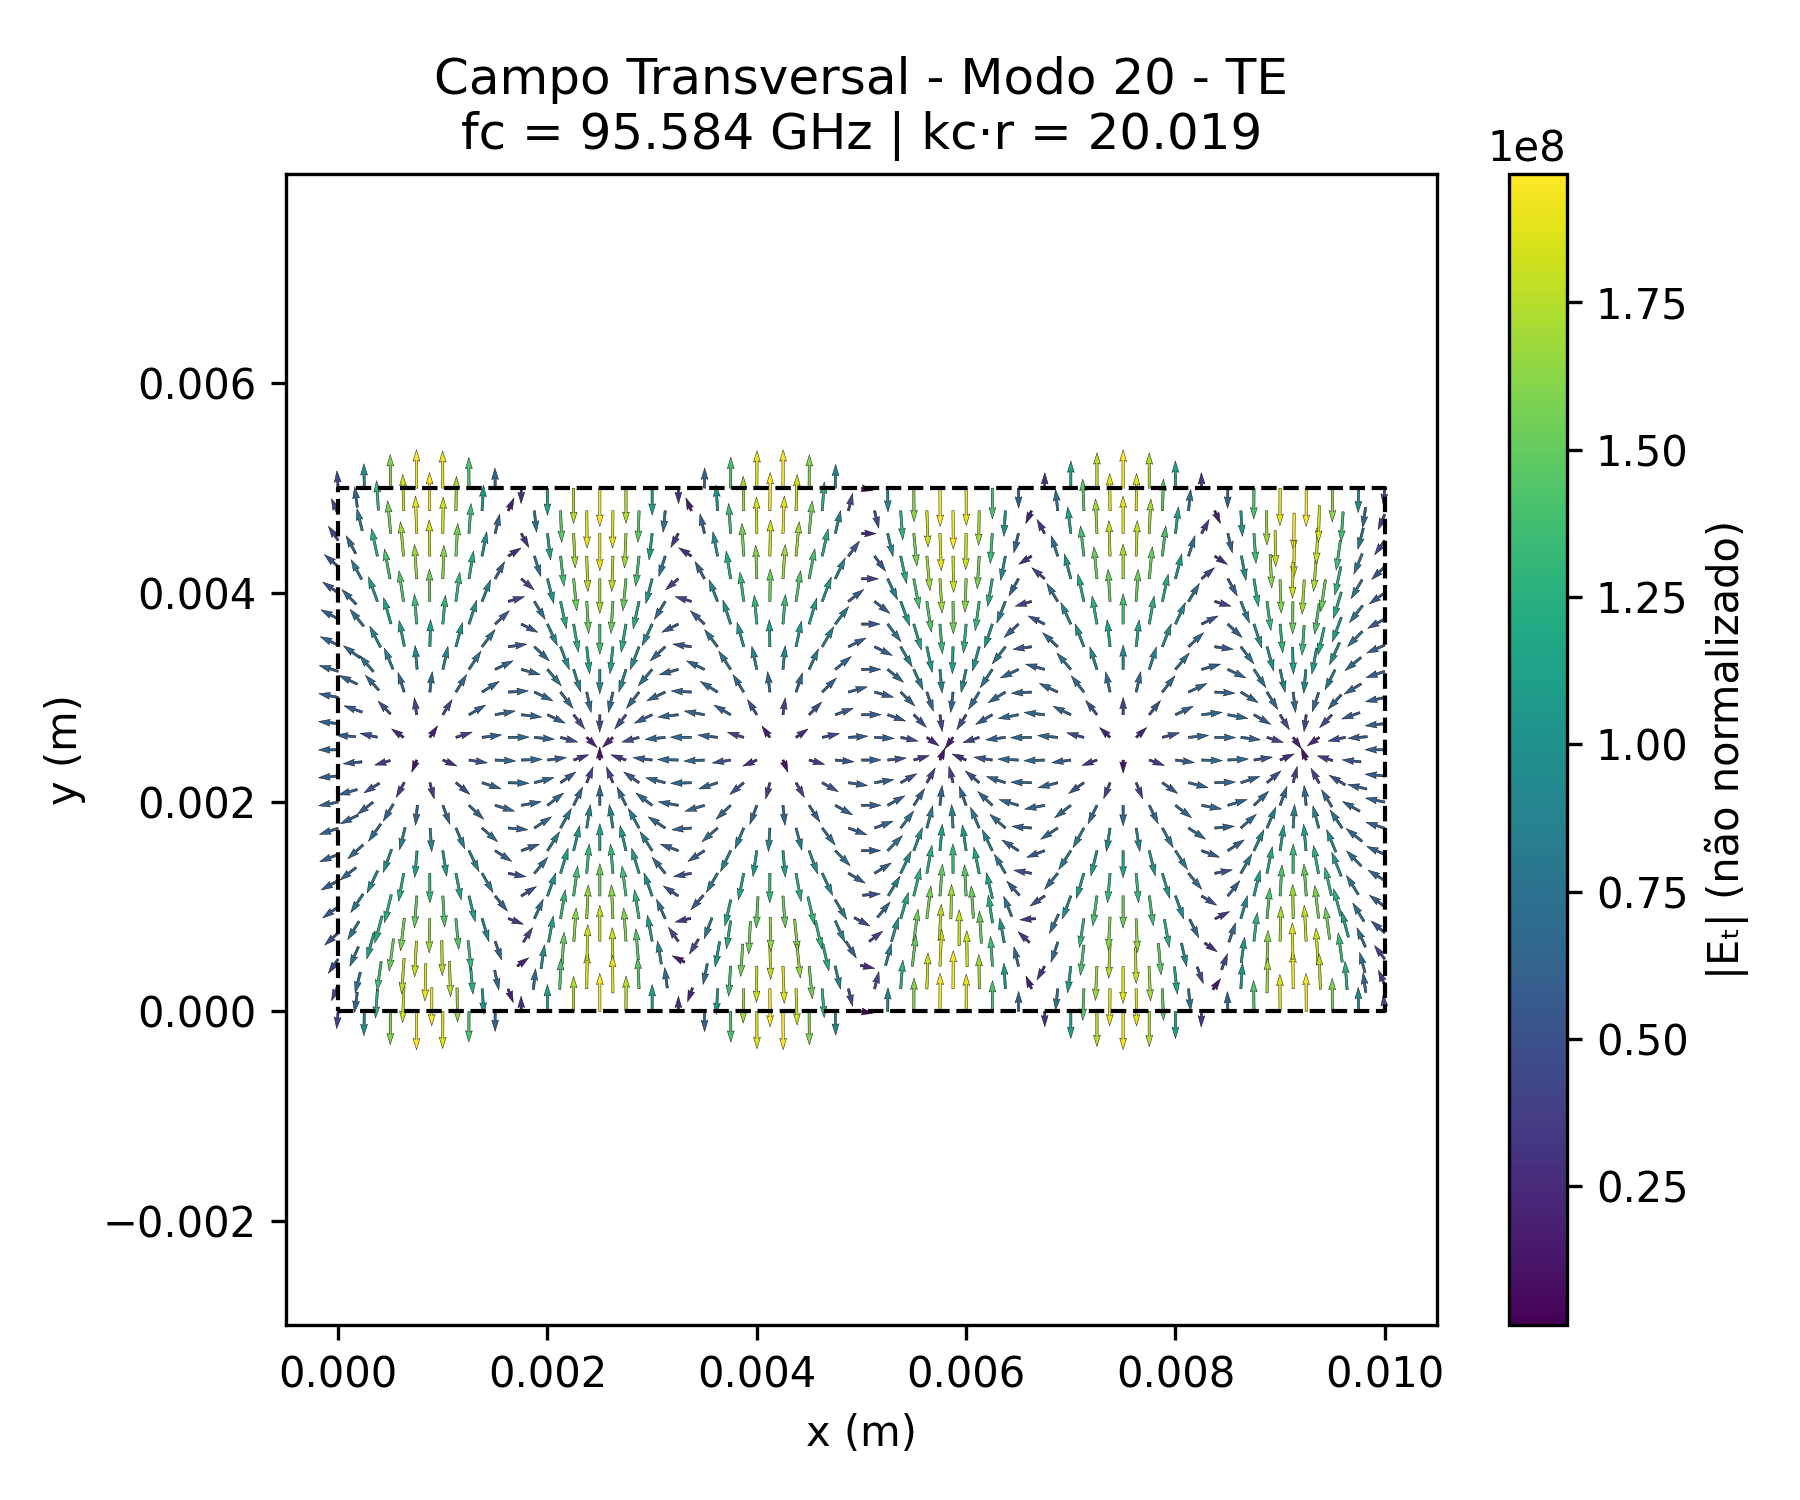 Campo Transversal - Modo 20 - TE
fc = 95.584 GHz | kc·r = 20.019
1e8
0.006
0.004
0.002
0.000
−0.002
y (m)
0.000 0.002 0.004 0.006 0.008 0.010
x (m)
1.75
1.50
1.25
1.00
0.75
0.50
0.25
|Eₜ| (não normalizado)